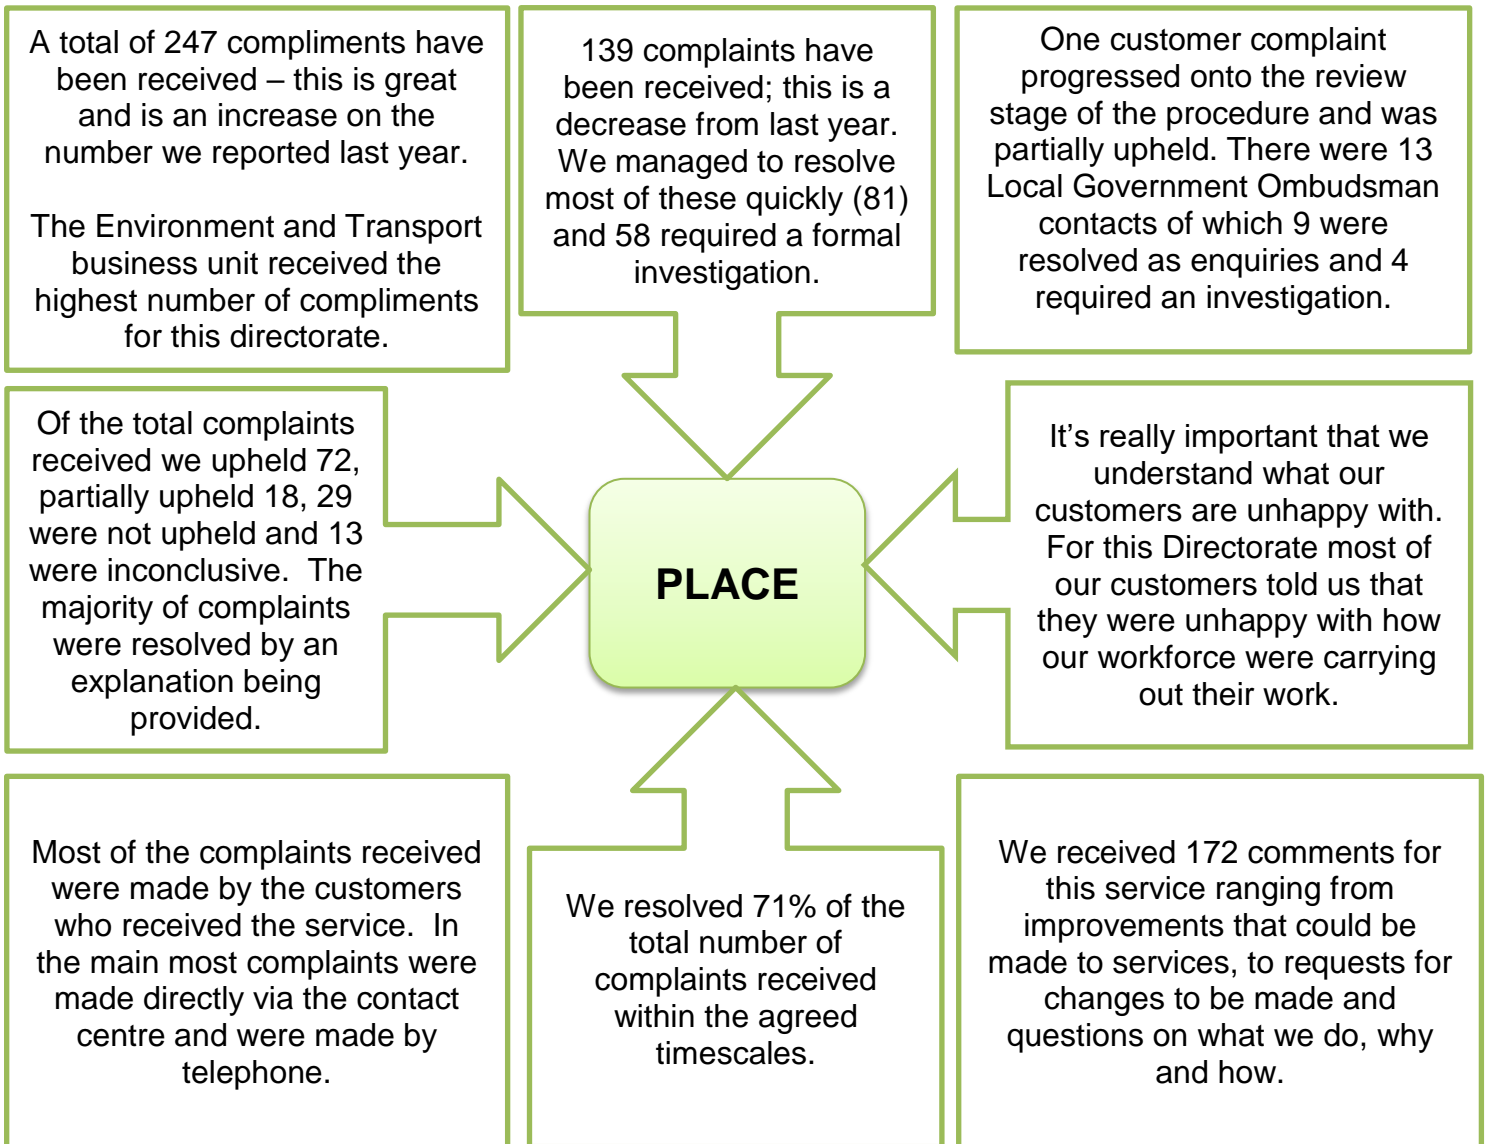 A total of 247 compliments have
been received – this is great
and is an increase on the
number we reported last year.
The Environment and Transport
business unit received the
highest number of compliments
for this directorate.
139 complaints have
been received; this is a
decrease from last year.
We managed to resolve
most of these quickly (81)
and 58 required a formal
investigation.
One customer complaint
progressed onto the review
stage of the procedure and was
partially upheld. There were 13
Local Government Ombudsman
contacts of which 9 were
resolved as enquiries and 4
required an investigation.
Of the total complaints
received we upheld 72,
partially upheld 18, 29
were not upheld and 13
were inconclusive.  The
majority of complaints
were resolved by an
explanation being
provided.
PLACE
It’s really important that we
understand what our
customers are unhappy with.
For this Directorate most of
our customers told us that
they were unhappy with how
our workforce were carrying
out their work.
Most of the complaints received
were made by the customers
who received the service.  In
the main most complaints were
made directly via the contact
centre and were made by
telephone.
We resolved 71% of the
total number of
complaints received
within the agreed
timescales.
We received 172 comments for
this service ranging from
improvements that could be
made to services, to requests for
changes to be made and
questions on what we do, why
and how.